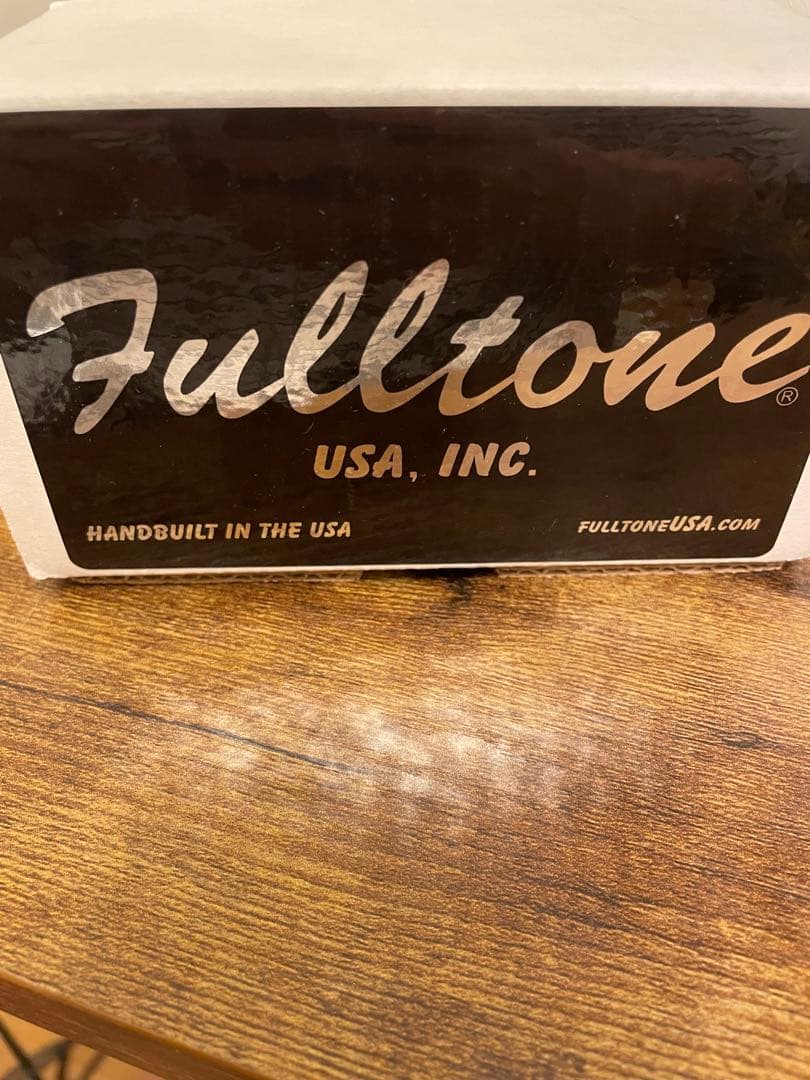 Fulltone®
USA, INC.
HANDBUILT IN THE USA
FULLTONEUSA.COM